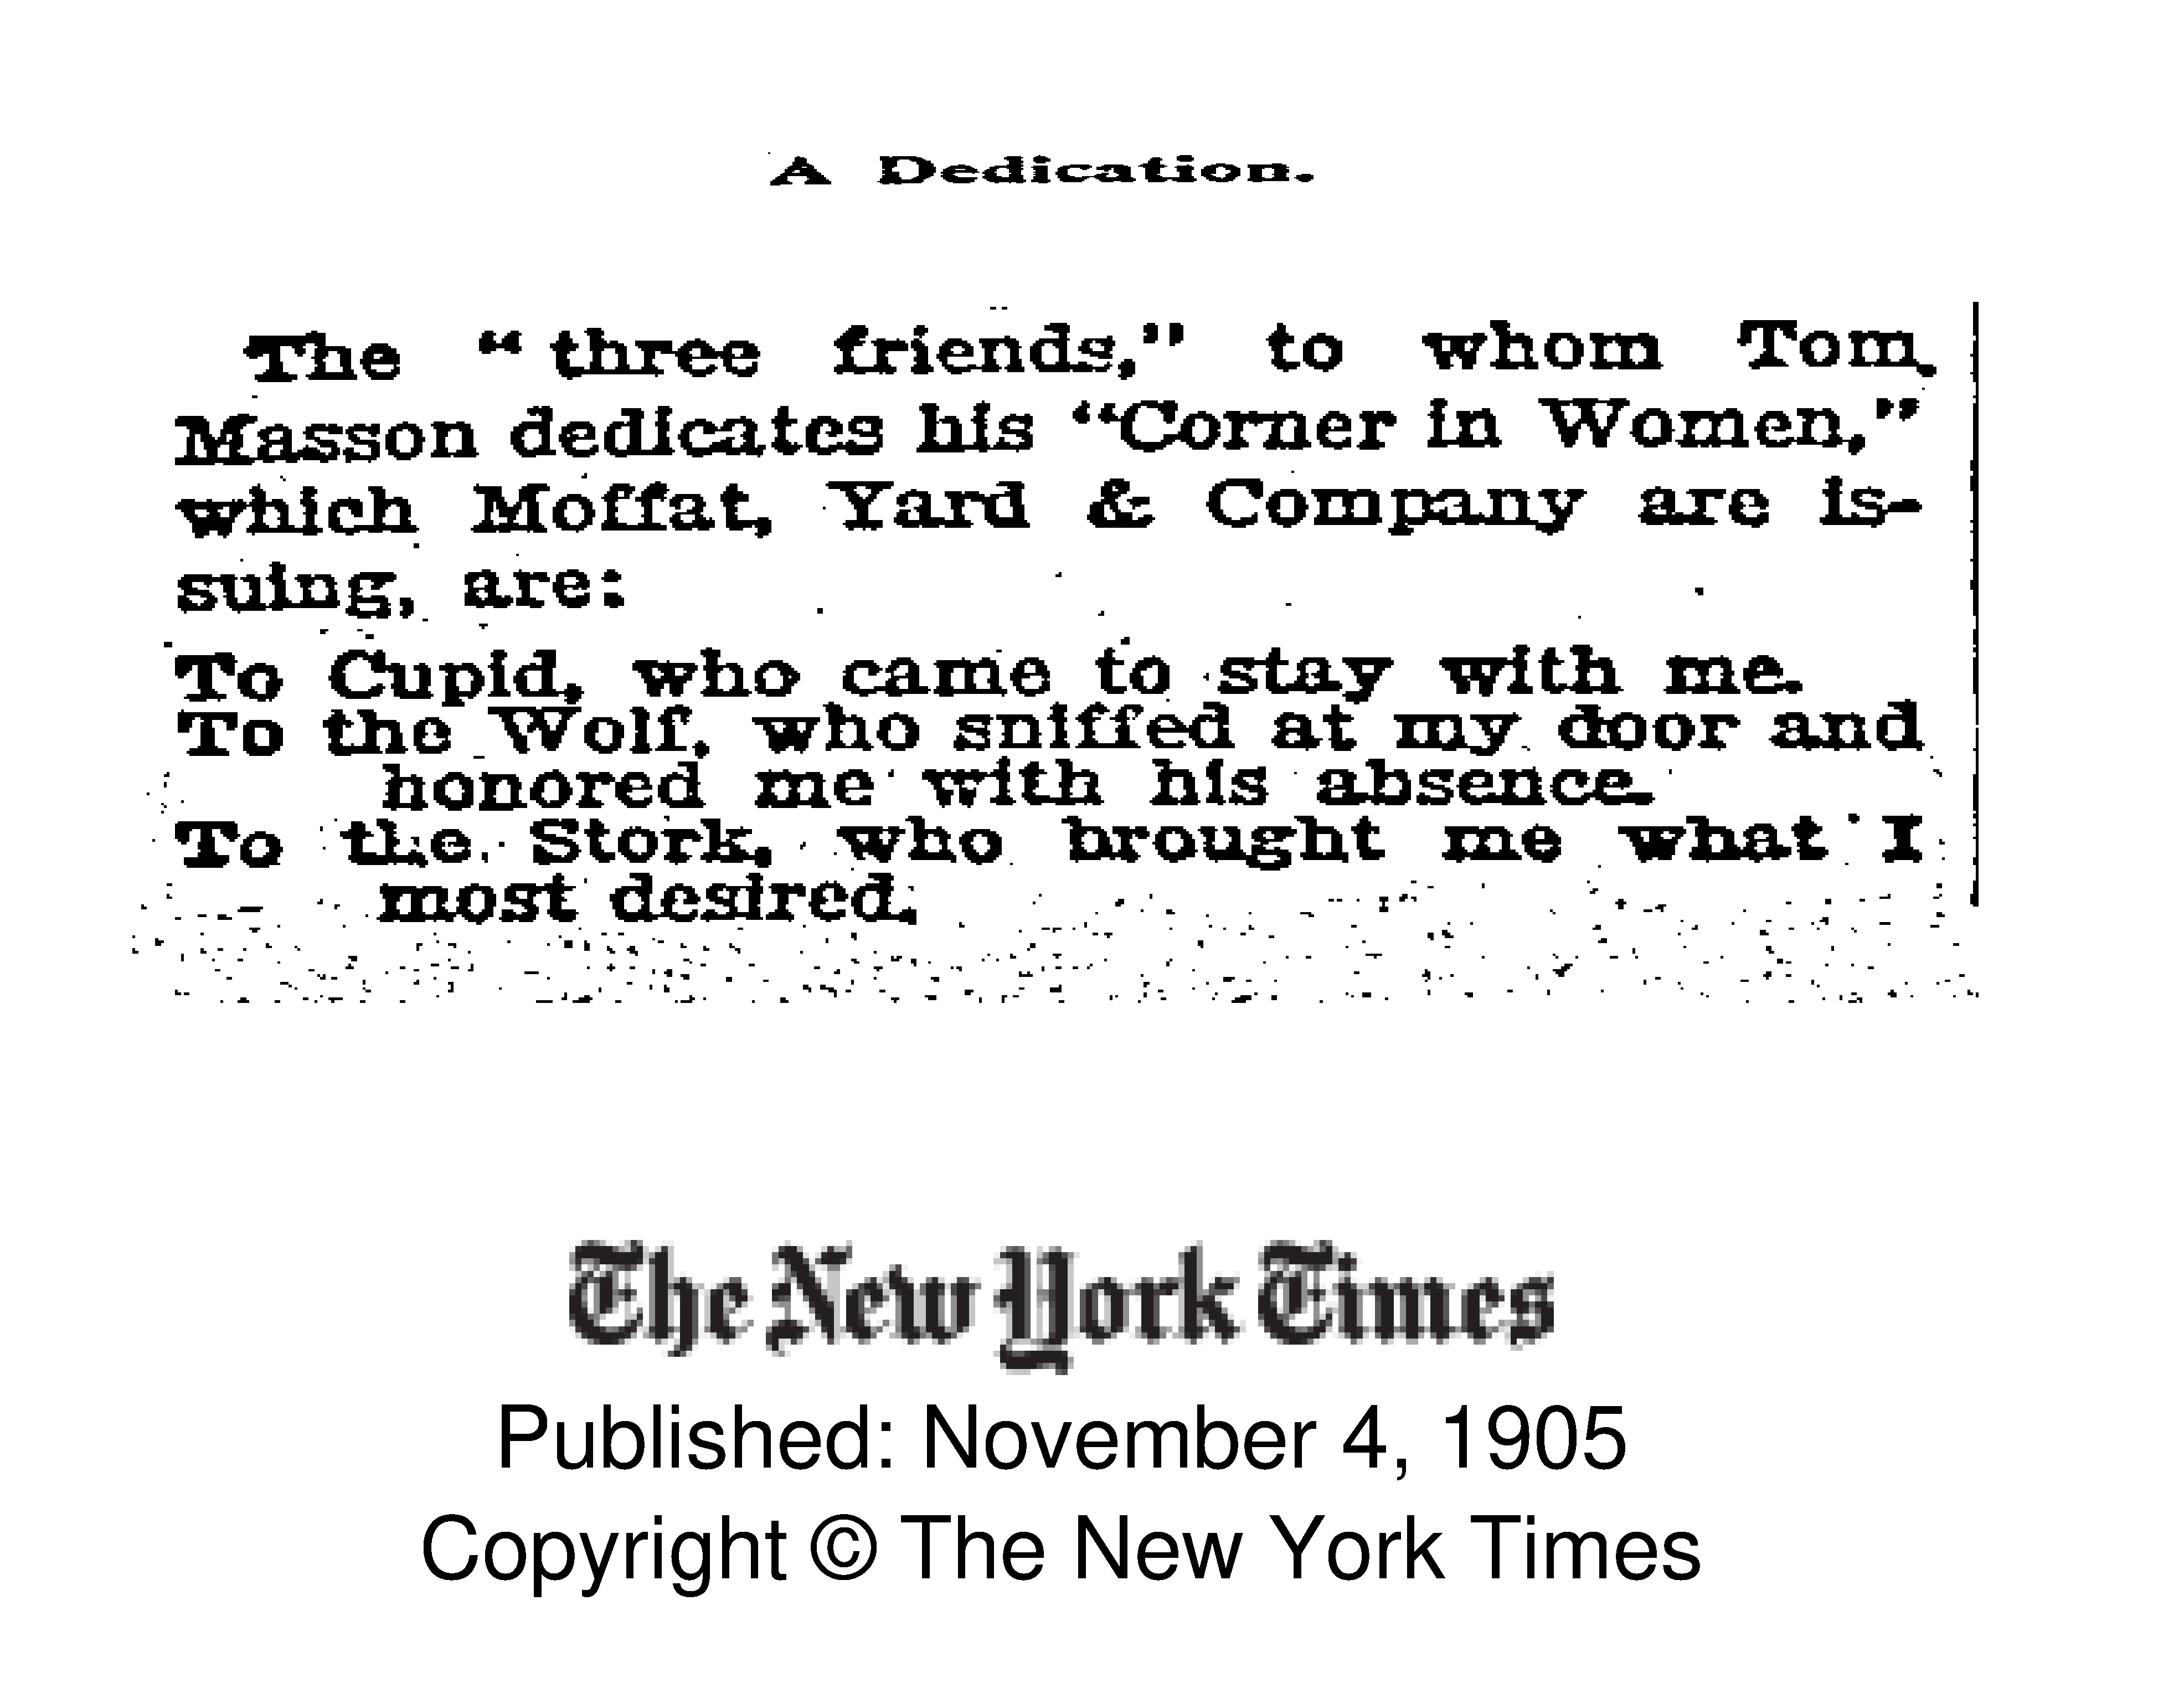 A Dedication.
The "three friends," to whom Tom.
Masson dedicates his "Corner in Women,"
which Moffat, Yard & Company are is-
suing, are:
To Cupid, who came to stay with me.
To the Wolf, who sniffed at my door and
honored me with his absence.
To the Stork, who brought me what I
most desired.
The New York Times
Published: November 4, 1905
Copyright © The New York Times